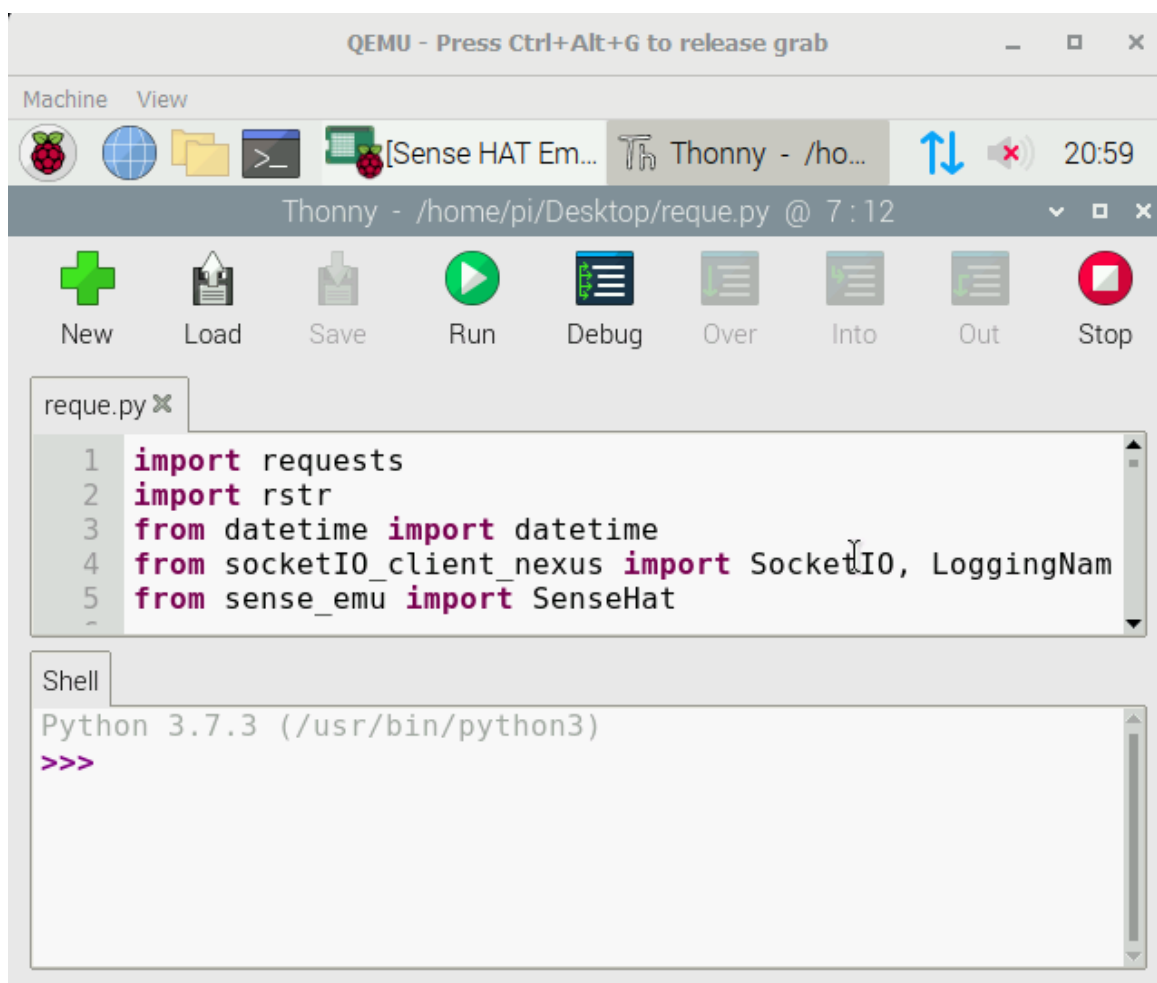 QEMU - Press Ctrl+Alt+G to release grab
Machine View
[Sense HAT Em... Thonny - /ho... 20:59
Thonny - /home/pi/Desktop/reque.py @ 7 : 12
New Load Save Run Debug Over Into Out Stop
reque.py
1 import requests
2 import rstr
3 from datetime import datetime
4 from socketIO_client_nexus import SocketIO, LoggingNam
5 from sense_emu import SenseHat
Shell
Python 3.7.3 (/usr/bin/python3)
>>>